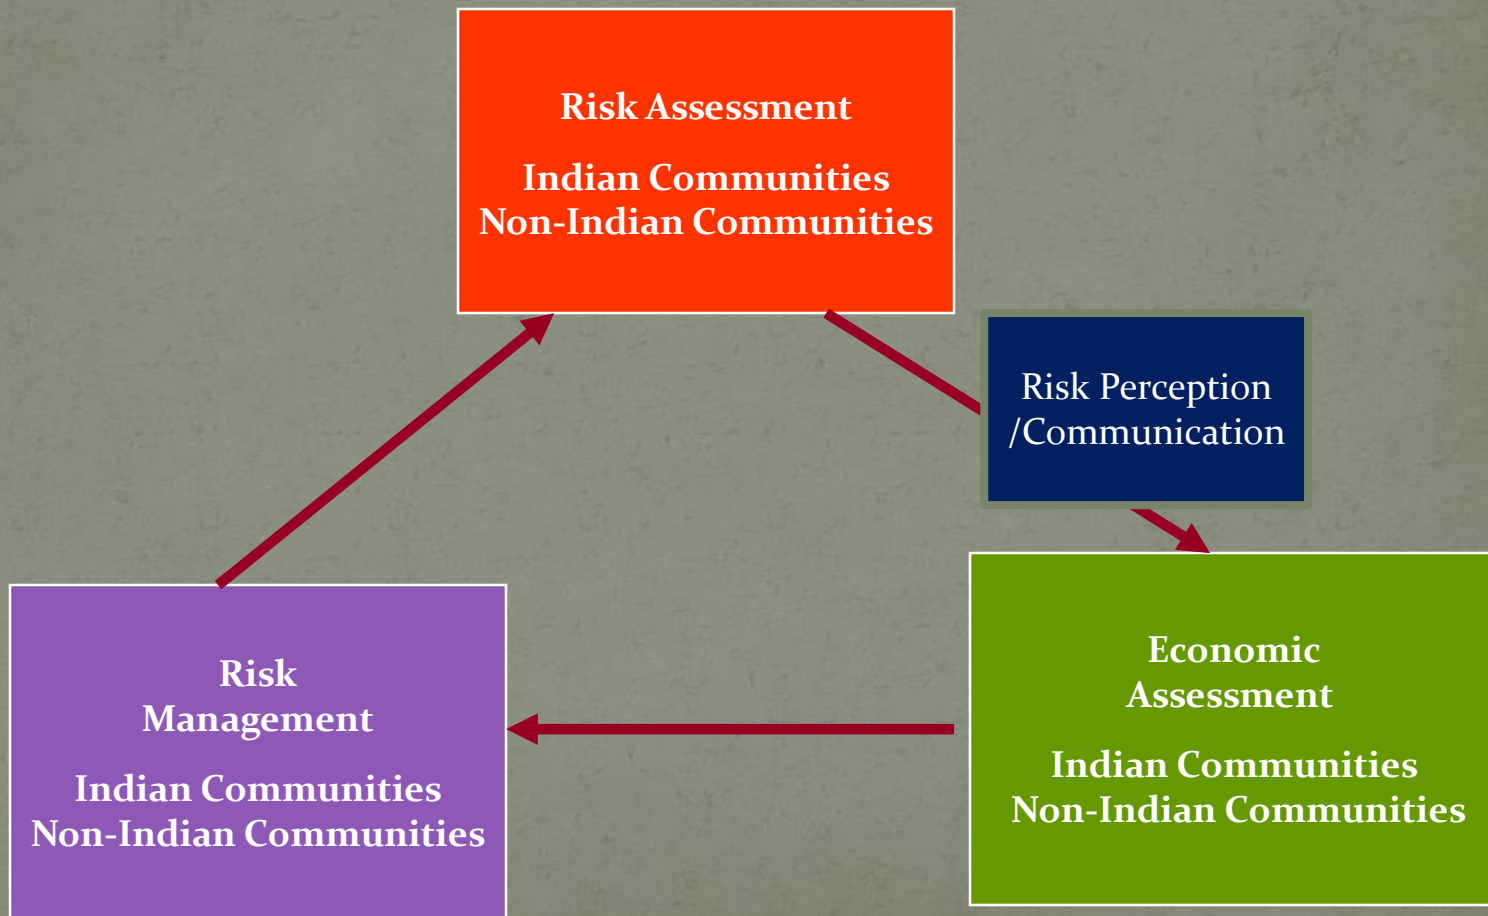 Risk Assessment
Indian Communities
Non-Indian Communities
Risk Perception
/Communication
Economic
Assessment
Indian Communities
Non-Indian Communities
Risk
Management
Indian Communities
Non-Indian Communities